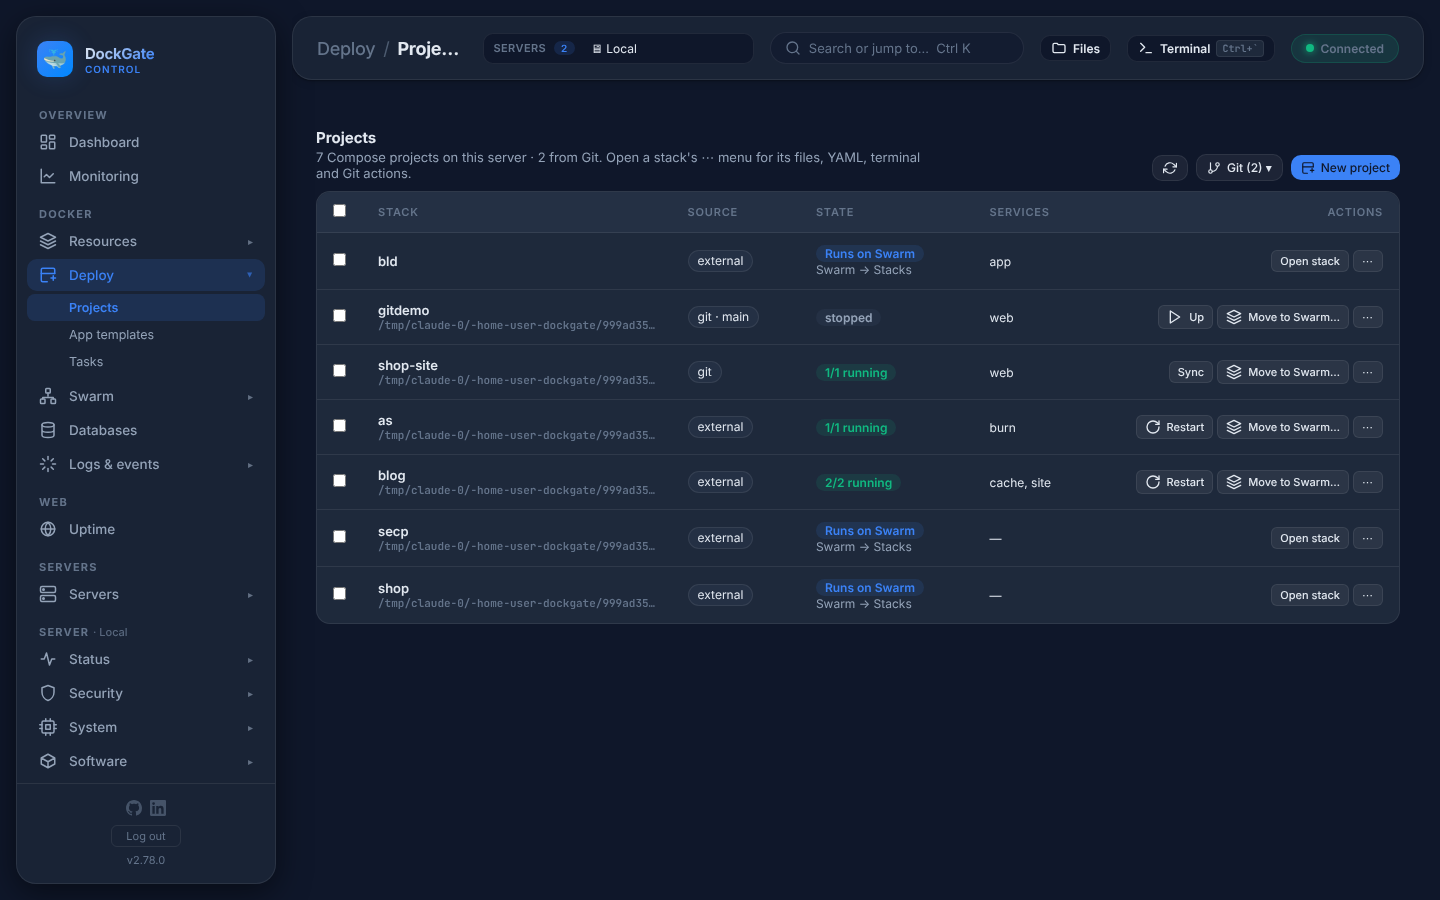 DockGate
CONTROL
OVERVIEW
Dashboard
Monitoring
DOCKER
Resources
Deploy
Projects
App templates
Tasks
Swarm
Databases
Logs & events
WEB
Uptime
SERVERS
Servers
SERVER · Local
Status
Security
System
Software
Log out
v2.78.0
Deploy / Proje…
SERVERS 2 Local
Search or jump to… Ctrl K
Files
Terminal Ctrl+`
Connected
Projects
7 Compose projects on this server · 2 from Git. Open a stack's ··· menu for its files, YAML, terminal
and Git actions.
Git (2) ▾
New project
STACK SOURCE STATE SERVICES ACTIONS
bld external Runs on Swarm app Open stack ···
Swarm → Stacks
gitdemo git · main stopped web Up Move to Swarm… ···
/tmp/claude-0/-home-user-dockgate/999ad35…
shop-site git 1/1 running web Sync Move to Swarm… ···
/tmp/claude-0/-home-user-dockgate/999ad35…
as external 1/1 running burn Restart Move to Swarm… ···
/tmp/claude-0/-home-user-dockgate/999ad35…
blog external 2/2 running cache, site Restart Move to Swarm… ···
/tmp/claude-0/-home-user-dockgate/999ad35…
secp external Runs on Swarm — Open stack ···
/tmp/claude-0/-home-user-dockgate/999ad35… Swarm → Stacks
shop external Runs on Swarm — Open stack ···
/tmp/claude-0/-home-user-dockgate/999ad35… Swarm → Stacks